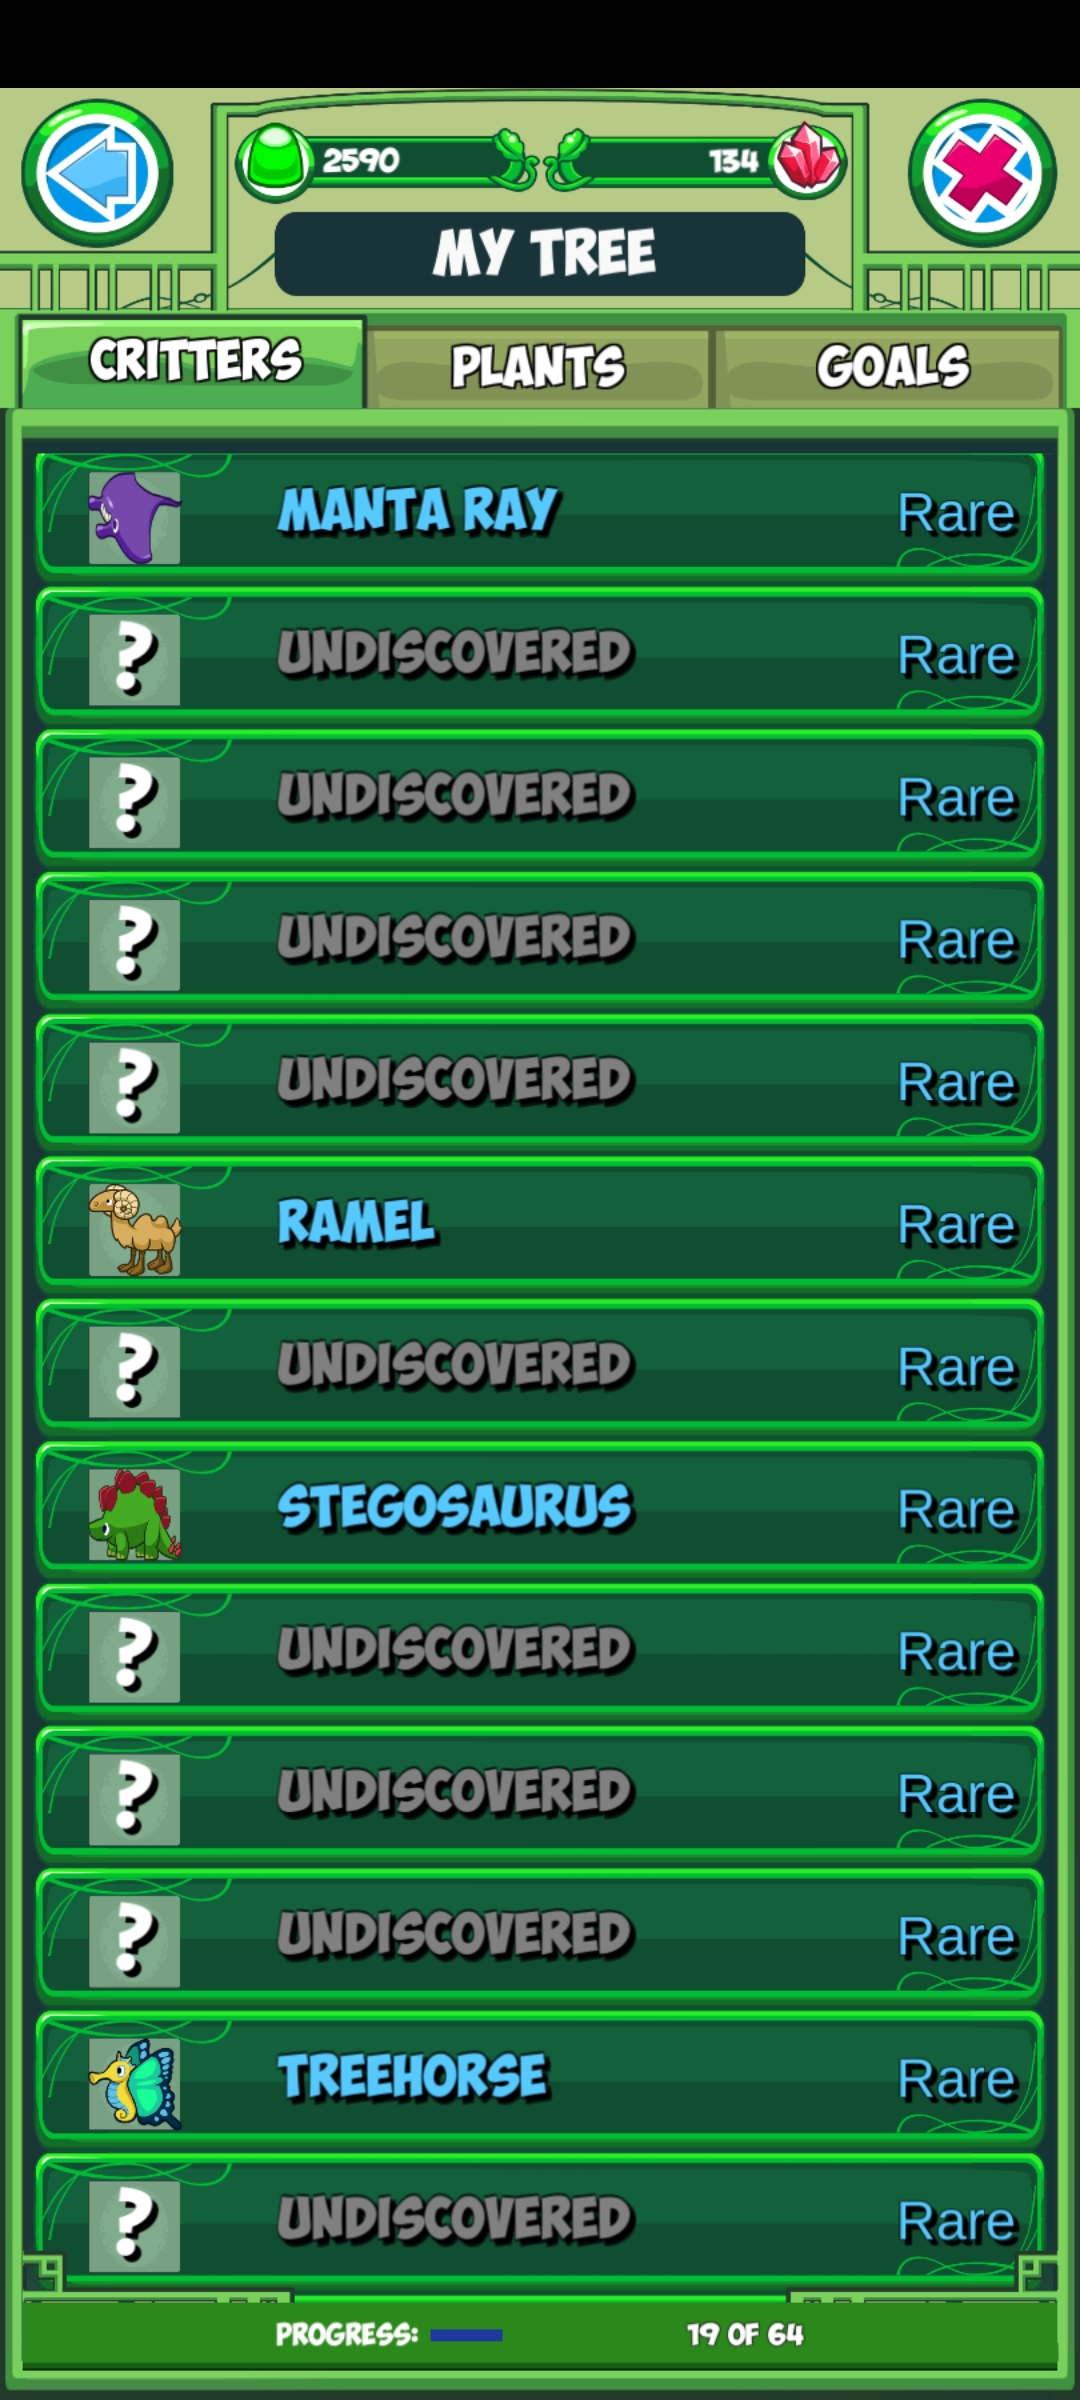 2590
134
MY TREE
CRITTERS
PLANTS
GOALS
MANTA RAY
Rare
?
UNDISCOVERED
Rare
?
UNDISCOVERED
Rare
?
UNDISCOVERED
Rare
?
UNDISCOVERED
Rare
RAMEL
Rare
?
UNDISCOVERED
Rare
STEGOSAURUS
Rare
?
UNDISCOVERED
Rare
?
UNDISCOVERED
Rare
?
UNDISCOVERED
Rare
TREEHORSE
Rare
?
UNDISCOVERED
Rare
PROGRESS:
19 OF 64